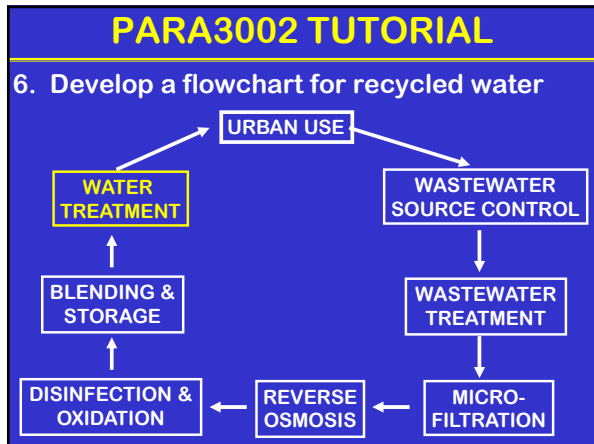 PARA3002 TUTORIAL
6. Develop a flowchart for recycled water
URBAN USE
WASTEWATER
SOURCE CONTROL
WASTEWATER
TREATMENT
MICRO-
FILTRATION
REVERSE
OSMOSIS
DISINFECTION &
OXIDATION
BLENDING &
STORAGE
WATER
TREATMENT